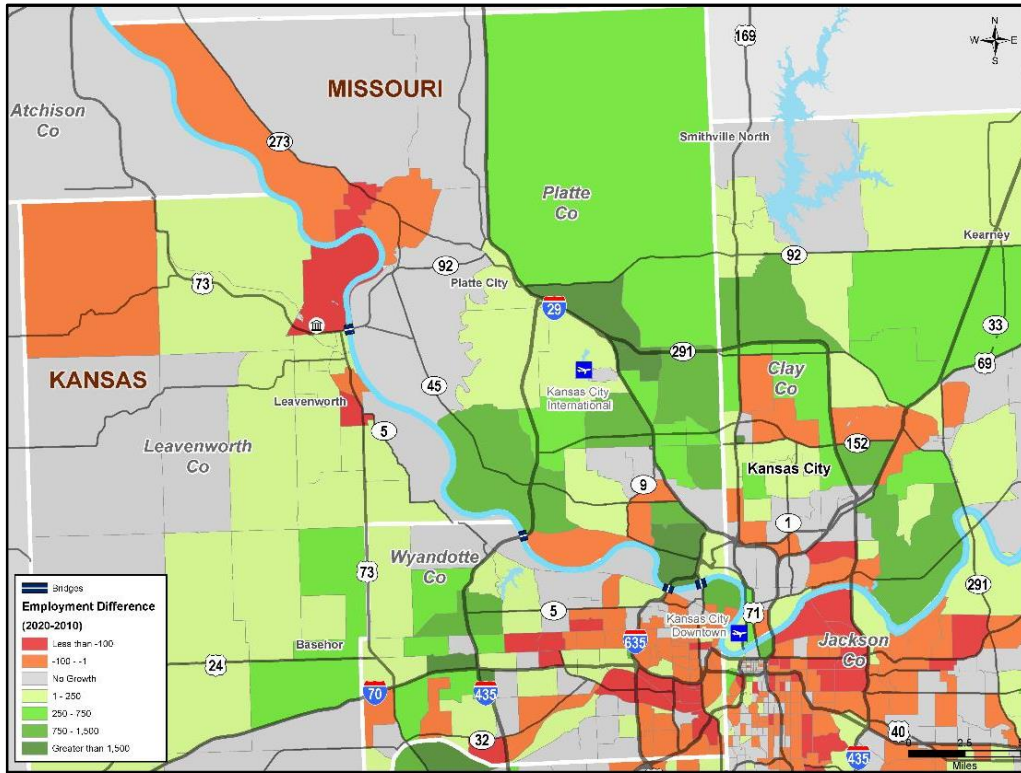 N
W E
S
169
MISSOURI
Atchison
Co
Smithville North
273
Platte
Co
Kearney
92
92
73
Platte City
29
33
291
69
KANSAS
Clay
Co
45
Kansas City
International
Leavenworth
5
152
Leavenworth
Co
Kansas City
9
1
Wyandotte
Co
73
291
5
71
Kansas City
Downtown
635
Jackson
Co
Basehor
24
70
435
32
40
435
0 2.5 5
Miles
Bridges
Employment Difference
(2020-2010)
Less than -100
-100 - -1
No Growth
1 - 250
250 - 750
750 - 1,500
Greater than 1,500